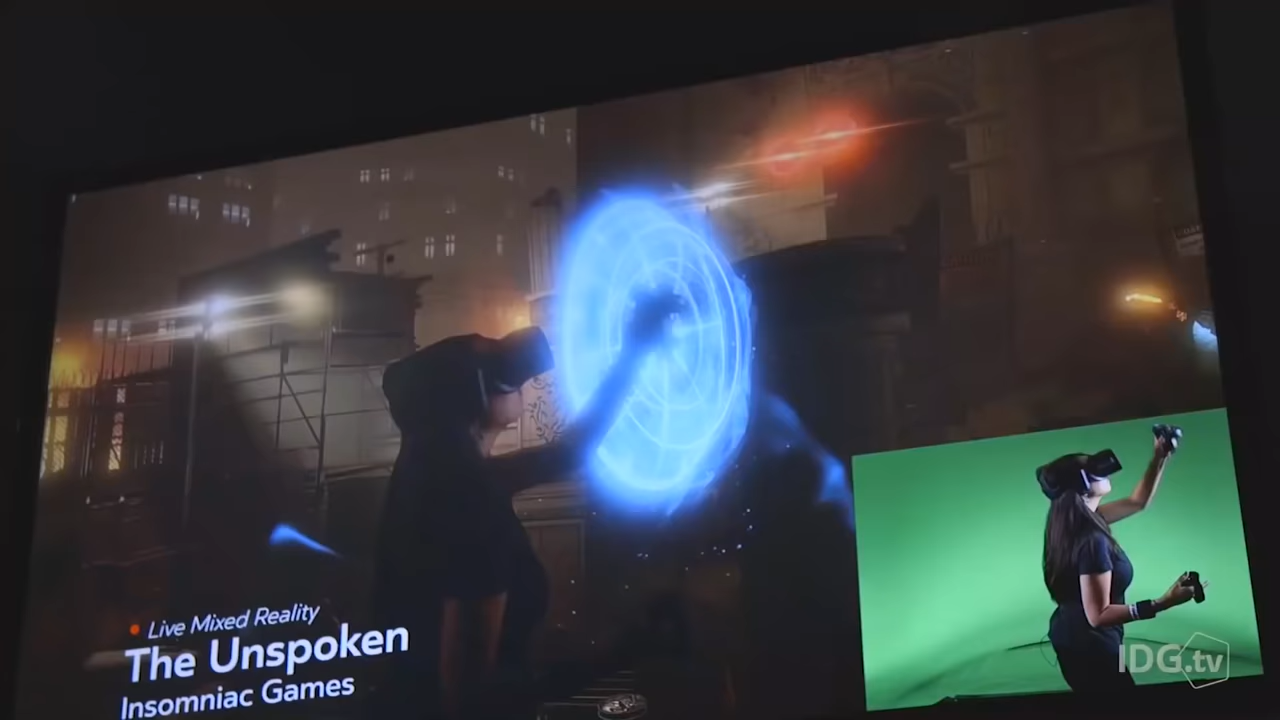 Live Mixed Reality
The Unspoken
Insomniac Games
IDG.tv